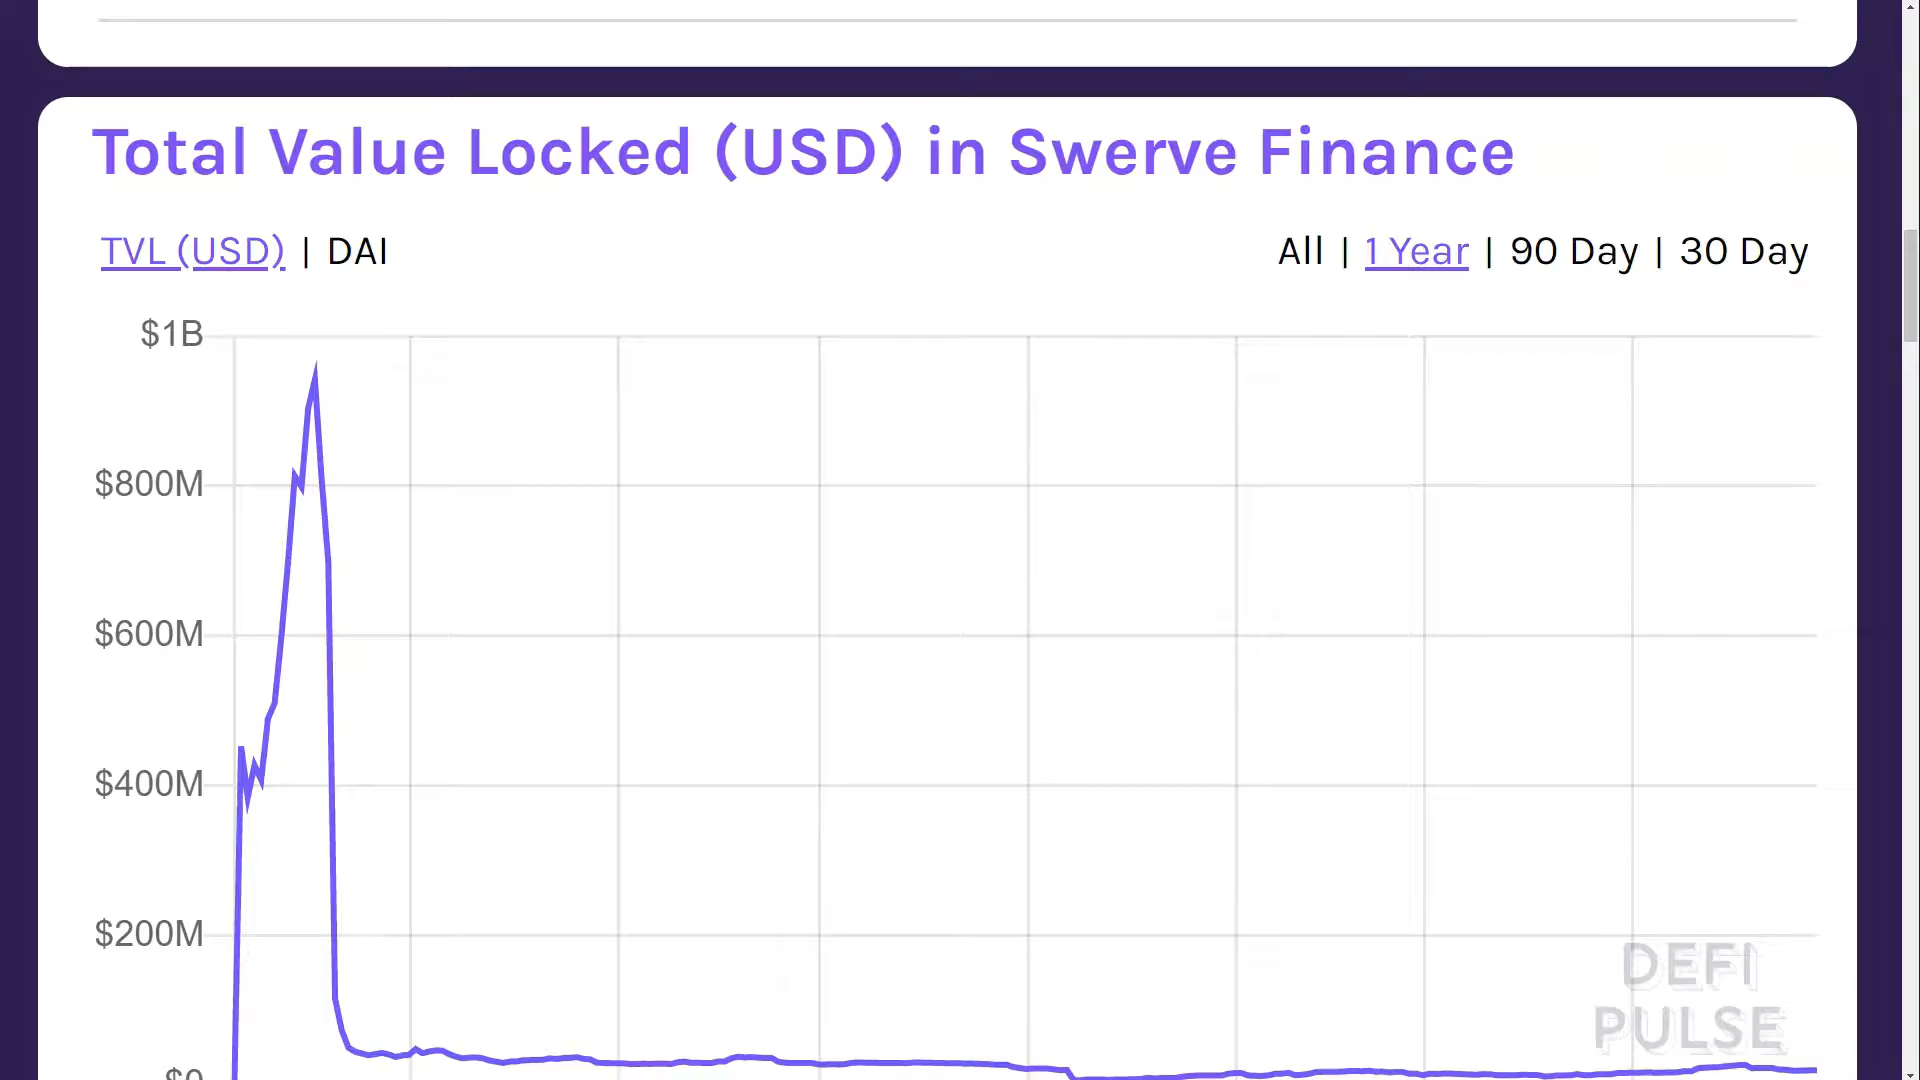 Total Value Locked (USD) in Swerve Finance
TVL (USD) | DAI
All | 1 Year | 90 Day | 30 Day
$1B
$800M
$600M
$400M
$200M
$0
DEFI
PULSE